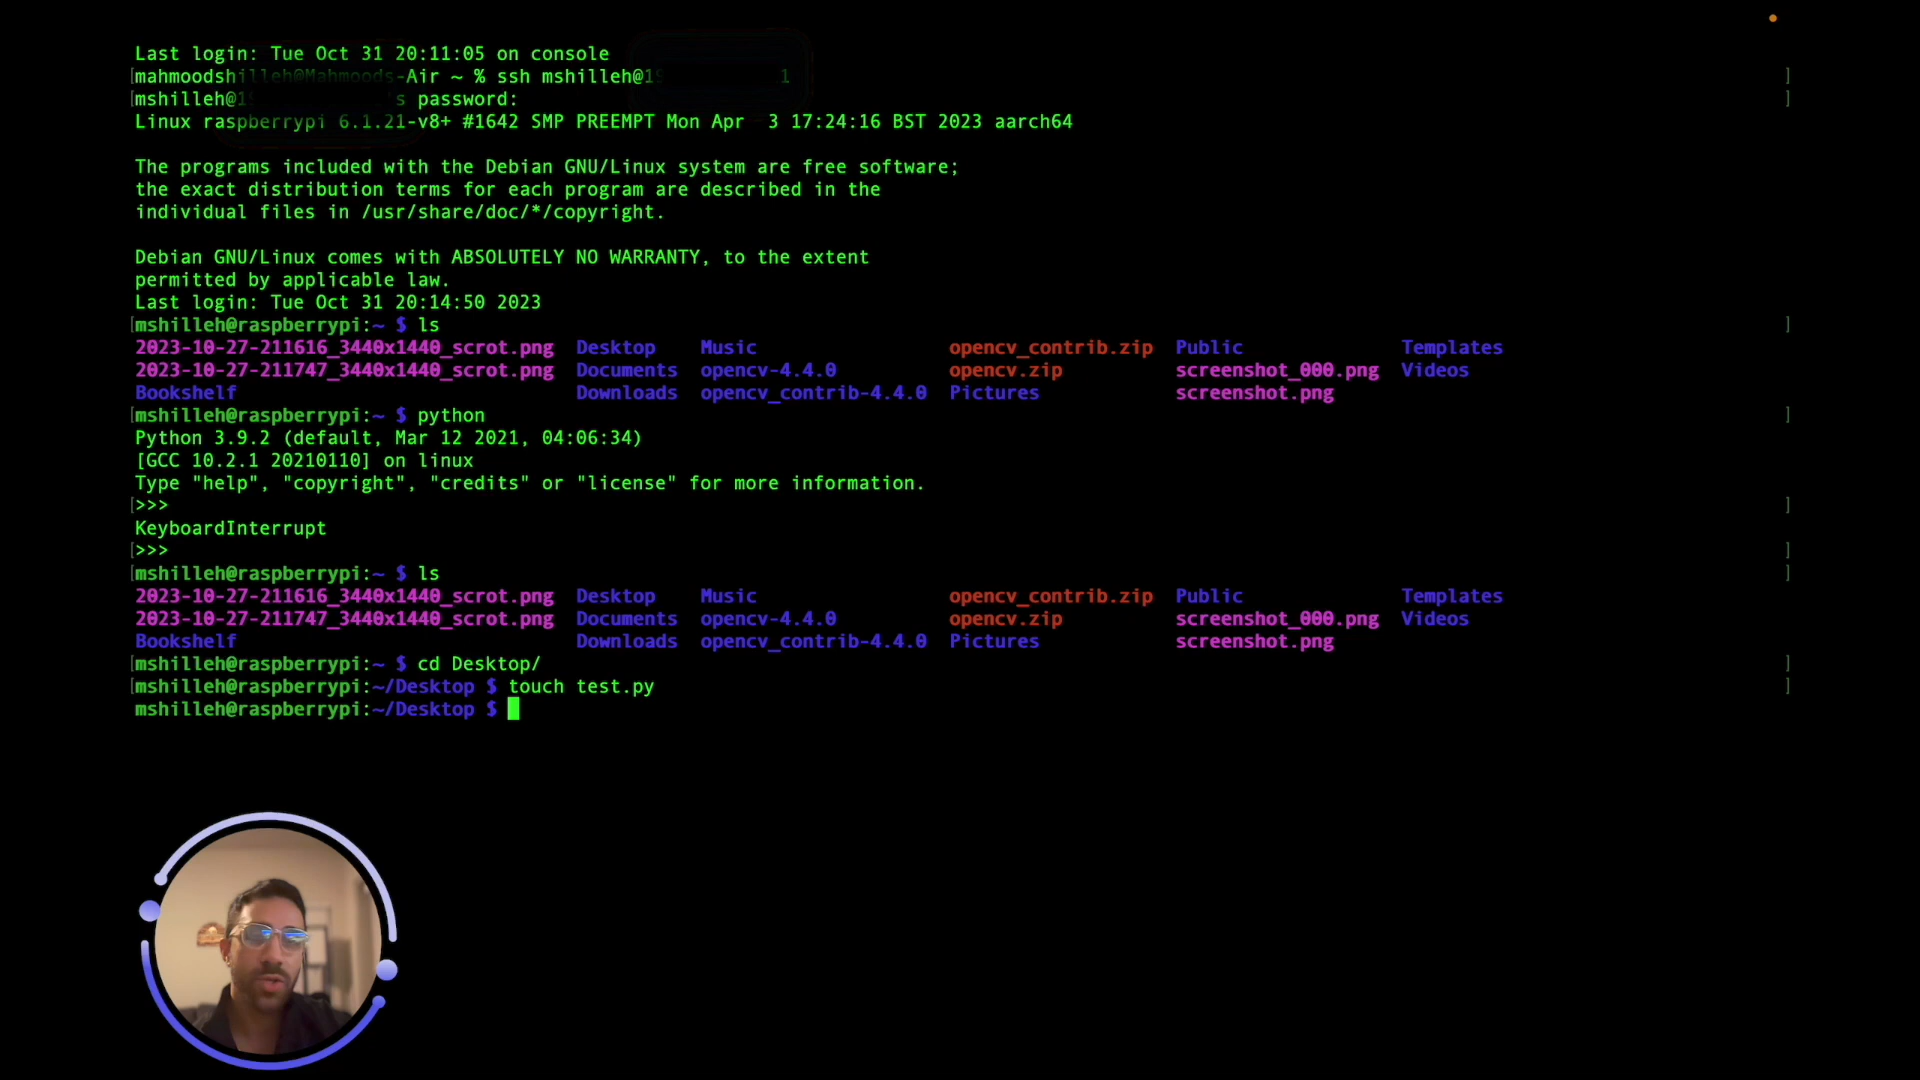 Last login: Tue Oct 31 20:11:05 on console
[mahmoodshilleh@Mahmoods-Air ~ % ssh mshilleh@19 1 ]
[mshilleh@19 's password: ]
Linux raspberrypi 6.1.21-v8+ #1642 SMP PREEMPT Mon Apr  3 17:24:16 BST 2023 aarch64
The programs included with the Debian GNU/Linux system are free software;
the exact distribution terms for each program are described in the
individual files in /usr/share/doc/*/copyright.
Debian GNU/Linux comes with ABSOLUTELY NO WARRANTY, to the extent
permitted by applicable law.
Last login: Tue Oct 31 20:14:50 2023
[mshilleh@raspberrypi:~ $ ls ]
2023-10-27-211616_3440x1440_scrot.png Desktop Music opencv_contrib.zip Public Templates
2023-10-27-211747_3440x1440_scrot.png Documents opencv-4.4.0 opencv.zip screenshot_000.png Videos
Bookshelf Downloads opencv_contrib-4.4.0 Pictures screenshot.png
[mshilleh@raspberrypi:~ $ python ]
Python 3.9.2 (default, Mar 12 2021, 04:06:34)
[GCC 10.2.1 20210110] on linux
Type "help", "copyright", "credits" or "license" for more information.
[>>> ]
KeyboardInterrupt
[>>> ]
[mshilleh@raspberrypi:~ $ ls ]
2023-10-27-211616_3440x1440_scrot.png Desktop Music opencv_contrib.zip Public Templates
2023-10-27-211747_3440x1440_scrot.png Documents opencv-4.4.0 opencv.zip screenshot_000.png Videos
Bookshelf Downloads opencv_contrib-4.4.0 Pictures screenshot.png
[mshilleh@raspberrypi:~ $ cd Desktop/ ]
[mshilleh@raspberrypi:~/Desktop $ touch test.py ]
mshilleh@raspberrypi:~/Desktop $